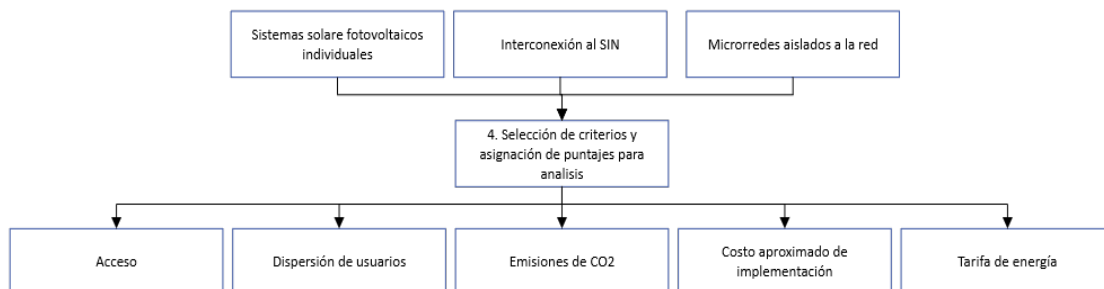 Sistemas solare fotovoltaicos
individuales
Interconexión al SIN
Microrredes aislados a la red
4. Selección de criterios y
asignación de puntajes para
analisis
Acceso
Dispersión de usuarios
Emisiones de CO2
Costo aproximado de
implementación
Tarifa de energía